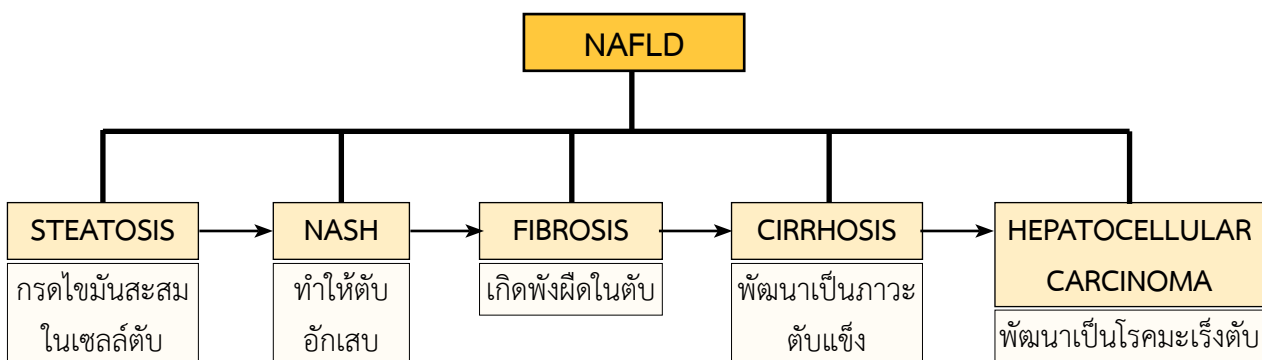 NAFLD
STEATOSIS
กรดไขมันสะสม
ในเซลล์ตับ
NASH
ทำให้ตับ
อักเสบ
FIBROSIS
เกิดพังผืดในตับ
CIRRHOSIS
พัฒนาเป็นภาวะ
ตับแข็ง
HEPATOCELLULAR
CARCINOMA
พัฒนาเป็นโรคมะเร็งตับ